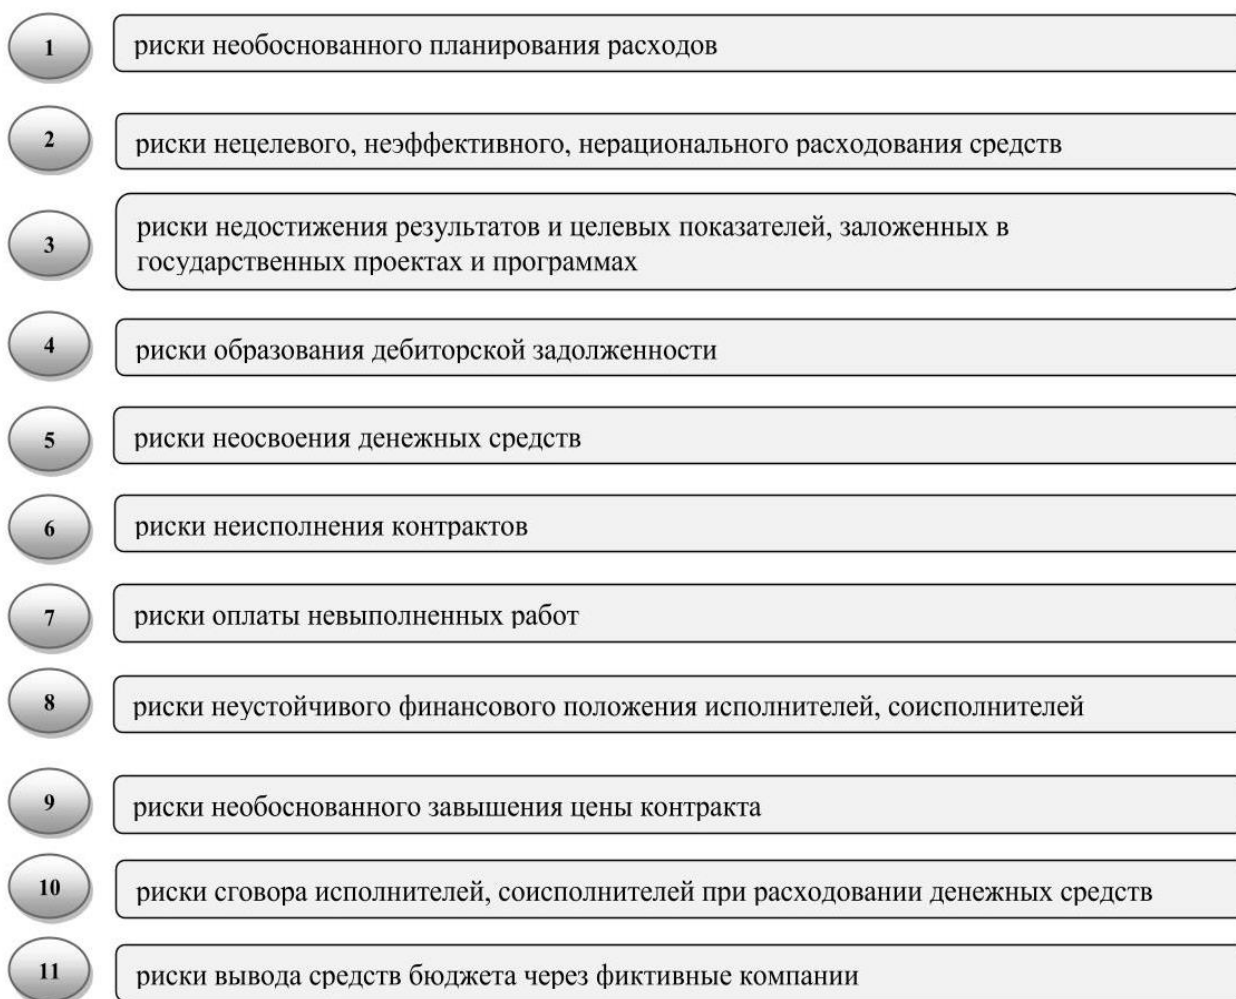 1 риски необоснованного планирования расходов
2 риски нецелевого, неэффективного, нерационального расходования средств
3 риски недостижения результатов и целевых показателей, заложенных в
государственных проектах и программах
4 риски образования дебиторской задолженности
5 риски неосвоения денежных средств
6 риски неисполнения контрактов
7 риски оплаты невыполненных работ
8 риски неустойчивого финансового положения исполнителей, соисполнителей
9 риски необоснованного завышения цены контракта
10 риски сговора исполнителей, соисполнителей при расходовании денежных средств
11 риски вывода средств бюджета через фиктивные компании